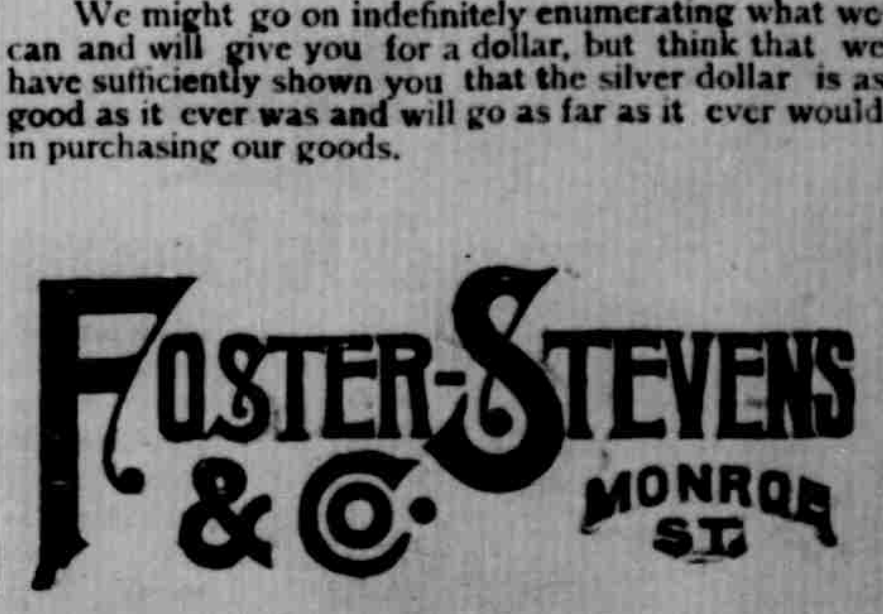 We might go on indefinitely enumerating what we
can and will give you for a dollar, but think that we
have sufficiently shown you that the silver dollar is as
good as it ever was and will go as far as it ever would
in purchasing our goods.
FOSTER-STEVENS
& CO. MONROE
ST.